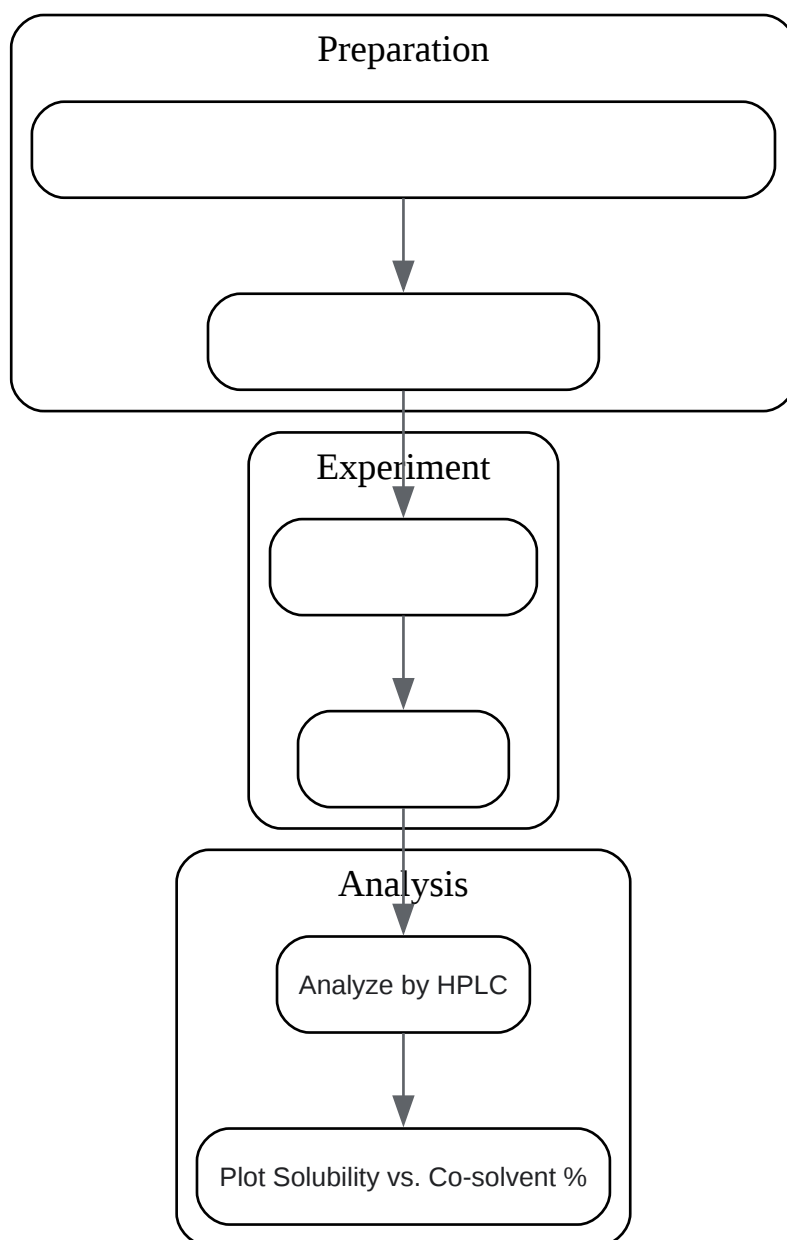 Preparation
Experiment
Analysis
Analyze by HPLC
Plot Solubility vs. Co-solvent %